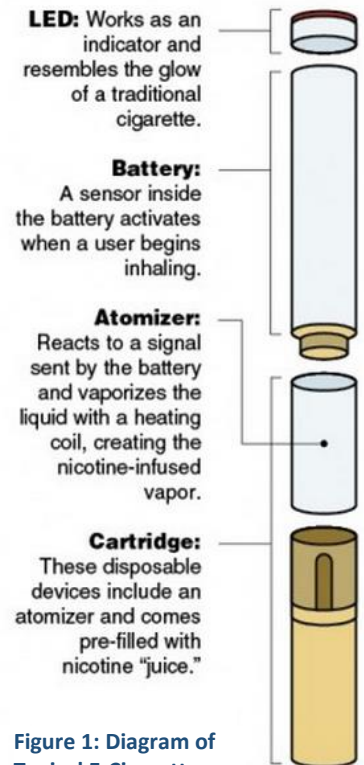 LED: Works as an
indicator and
resembles the glow
of a traditional
cigarette.
Battery:
A sensor inside
the battery activates
when a user begins
inhaling.
Atomizer:
Reacts to a signal
sent by the battery
and vaporizes the
liquid with a heating
coil, creating the
nicotine-infused
vapor.
Cartridge:
These disposable
devices include an
atomizer and comes
pre-filled with
nicotine “juice.”
Figure 1: Diagram of